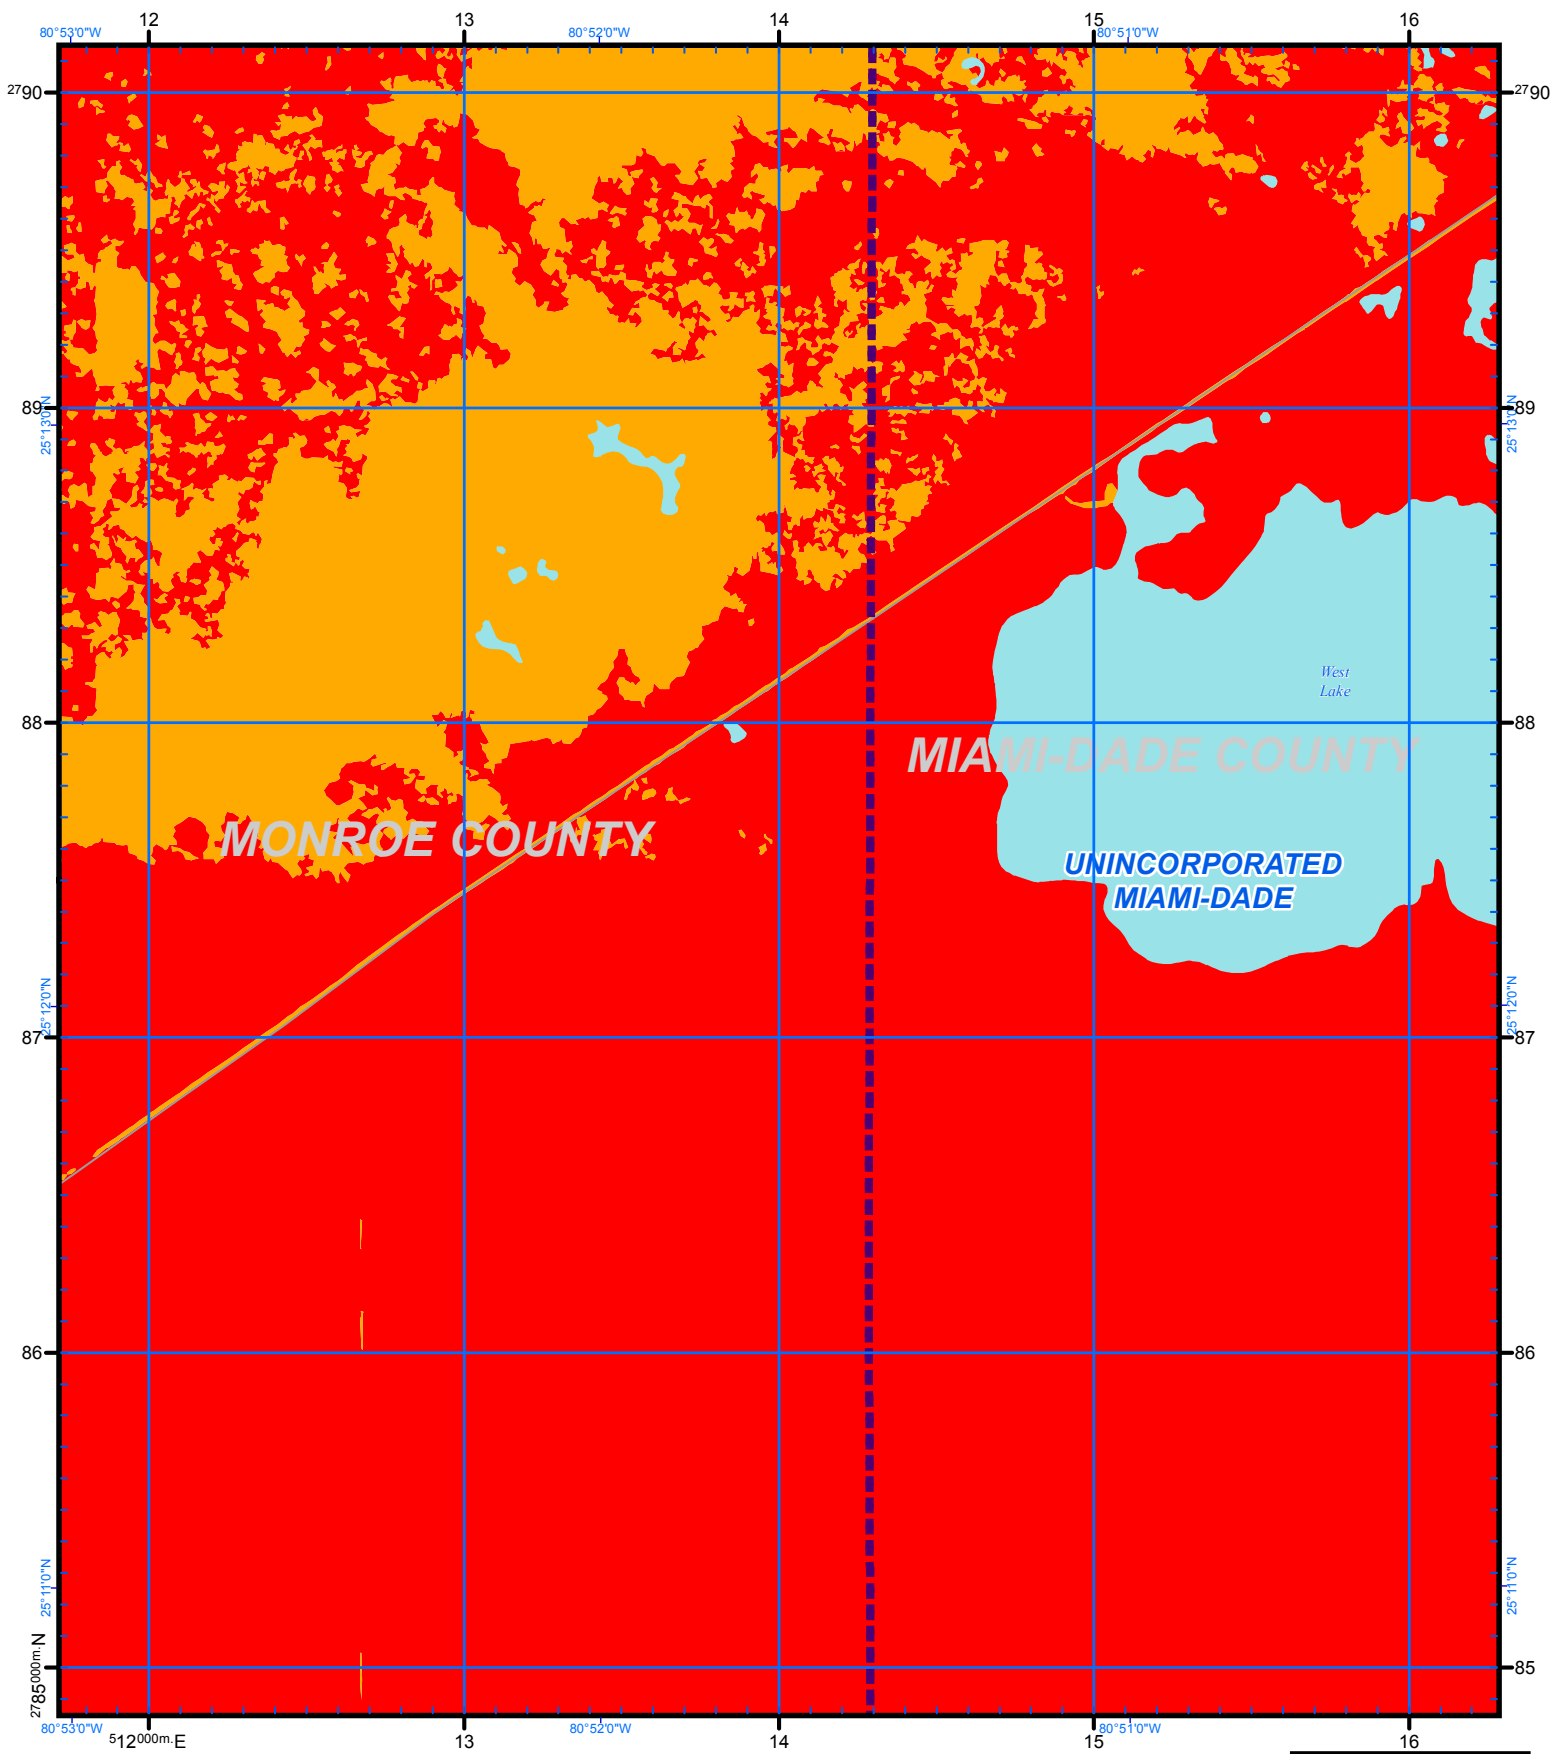 12 13 14 15 16
80°53'0"W 80°52'0"W 80°51'0"W
2790 2790
89 89
25°13'0"N 25°13'0"N
West
Lake
88 88
MIAMI-DADE COUNTY
MONROE COUNTY
UNINCORPORATED
MIAMI-DADE
25°12'0"N 25°12'0"N
87 87
86 86
25°11'0"N 25°11'0"N
2785000m.N 85
80°53'0"W 80°52'0"W 80°51'0"W
512000m.E 13 14 15 16